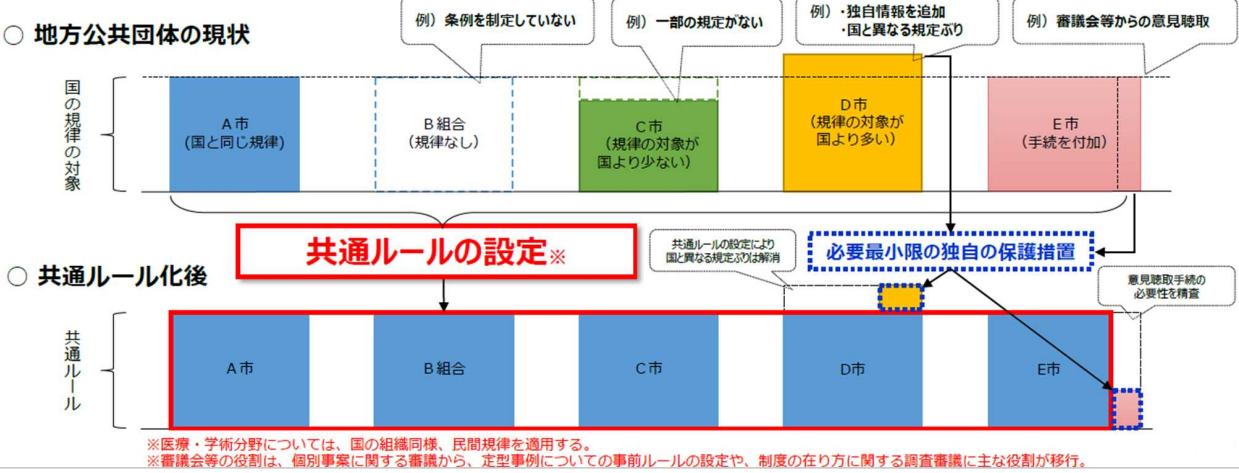 ○ 地方公共団体の現状
例）条例を制定していない
例）一部の規定がない
例）・独自情報を追加
・国と異なる規定ぶり
例）審議会等からの意見聴取
国の規律の対象
A市
(国と同じ規律)
B組合
（規律なし）
C市
（規律の対象が
国より少ない）
D市
（規律の対象が
国より多い）
E市
（手続を付加）
共通ルールの設定※
共通ルールの設定により
国と異なる規定ぶりは解消
必要最小限の独自の保護措置
○ 共通ルール化後
意見聴取手続の
必要性を精査
共通ルール
A市
B組合
C市
D市
E市
※医療・学術分野については、国の組織同様、民間規律を適用する。
※審議会等の役割は、個別事案に関する審議から、定型事例についての事前ルールの設定や、制度の在り方に関する調査審議に主な役割が移行。